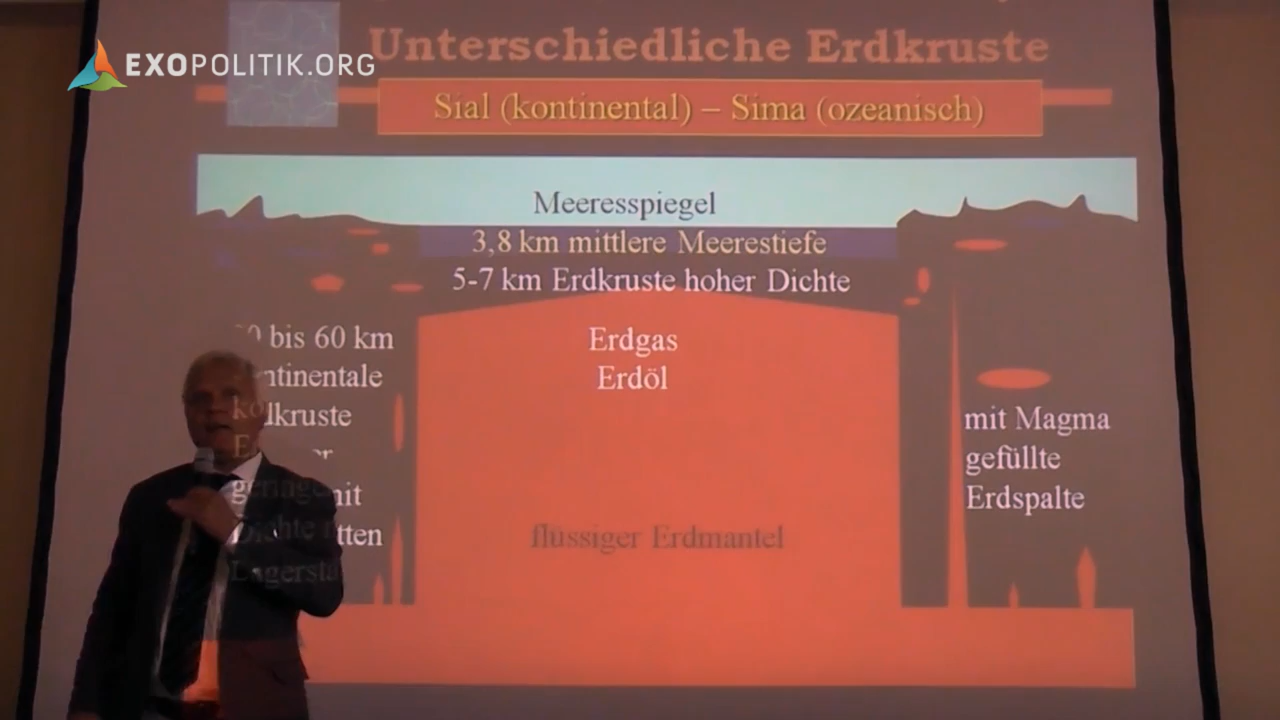 EXOPOLITIK.ORG
Unterschiedliche Erdkruste
Sial (kontinental) – Sima (ozeanisch)
Meeresspiegel
3,8 km mittlere Meerestiefe
5-7 km Erdkruste hoher Dichte
bis 60 km
Erdgas
Erdöl
mit Magma
gefüllte
Erdspalte
flüssiger Erdmantel